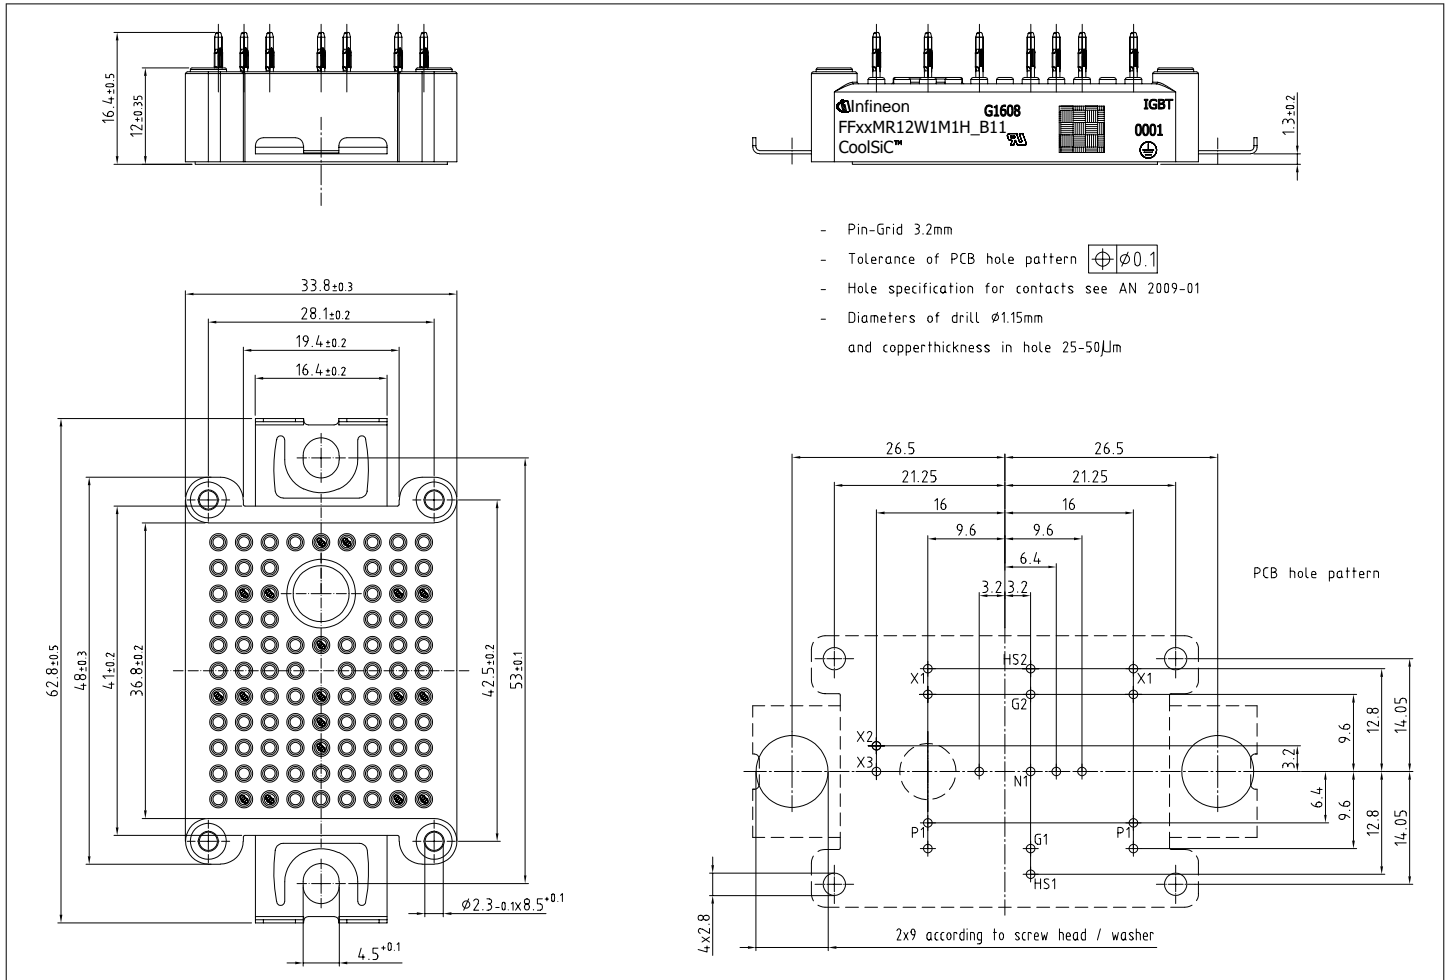 16.4±0.5
12±0.35
Infineon
G1608
IGBT
FFxxMR12W1M1H_B11
0001
CoolSiC™
1.3±0.2
- Pin-Grid 3.2mm
- Tolerance of PCB hole pattern ⌖ ⌀0.1
- Hole specification for contacts see AN 2009-01
- Diameters of drill ⌀1.15mm
and copperthickness in hole 25-50µm
33.8±0.3
28.1±0.2
19.4±0.2
16.4±0.2
62.8±0.5
48±0.3
41±0.2
36.8±0.2
42.5±0.2
53±0.1
⌀2.3-0.1x8.5+0.1
4.5+0.1
26.5 26.5
21.25 21.25
16 16
9.6 9.6
6.4
3.2 3.2
PCB hole pattern
HS2
X1 X1
G2
X2
X3
N1
P1 P1
G1
HS1
3.2
9.6
12.8
14.05
6.4
9.6
12.8
14.05
4x2.8
2x9 according to screw head / washer